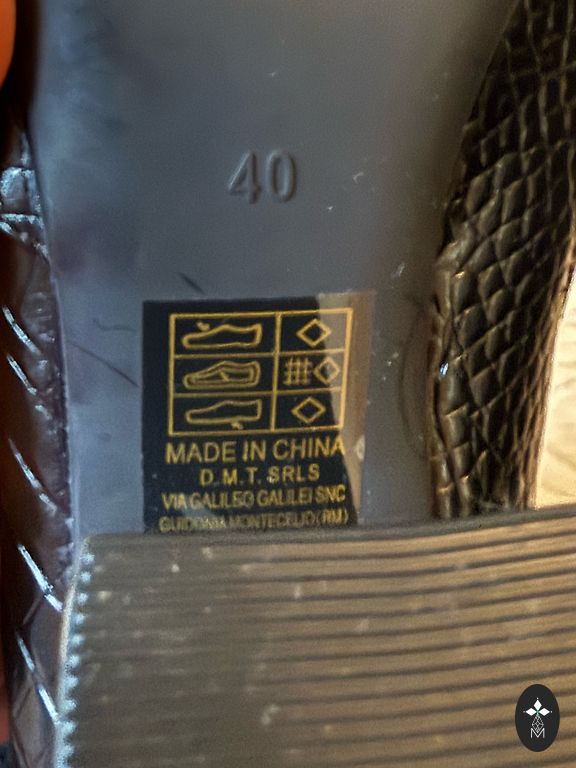 40
MADE IN CHINA
D.M.T. SRLS
VIA GALILEO GALILEI SNC
GUIDONIA MONTECELIO (RM)
M